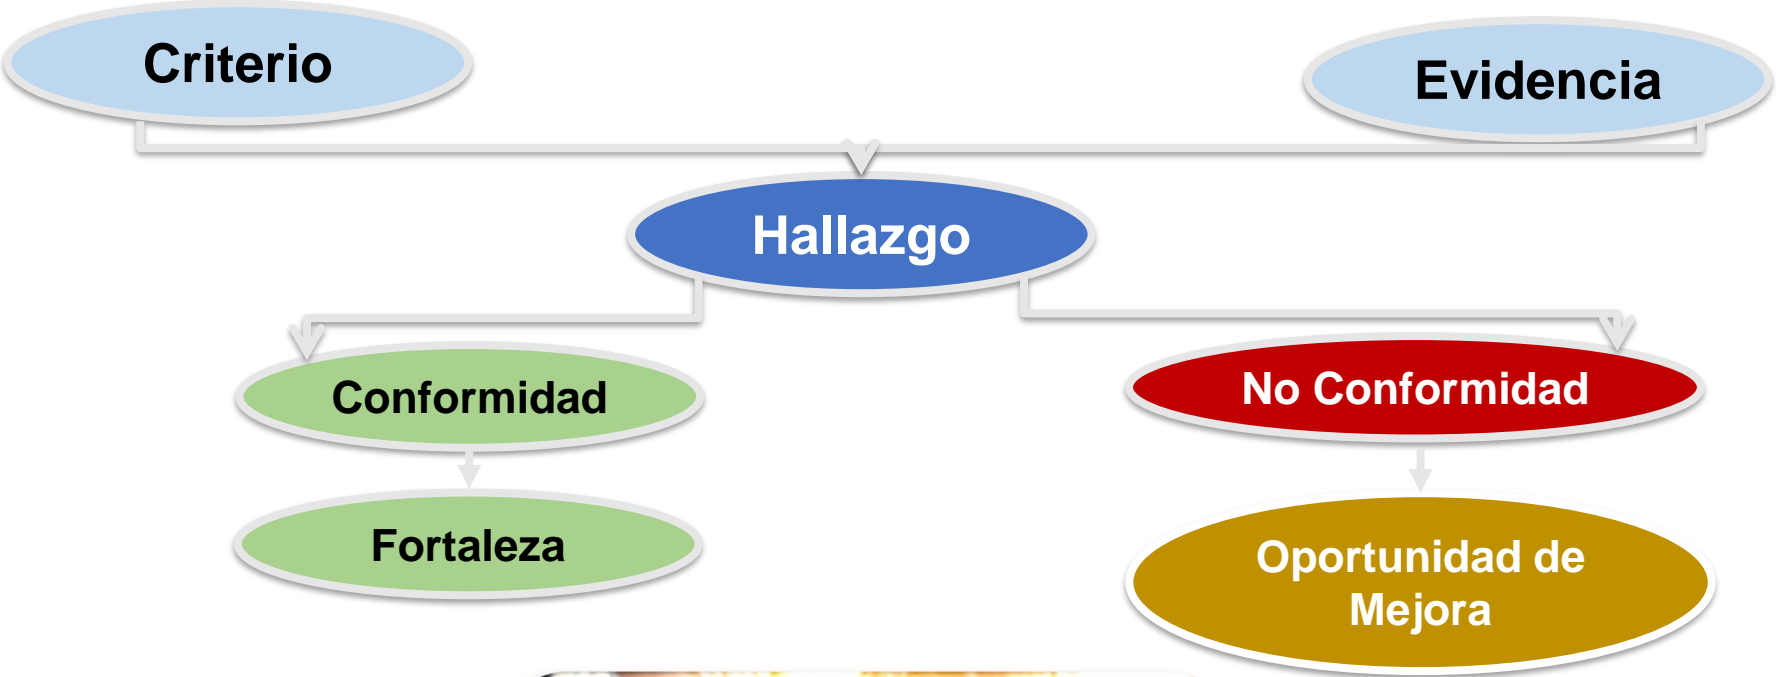 Criterio
Evidencia
Hallazgo
Conformidad
No Conformidad
Fortaleza
Oportunidad de
Mejora